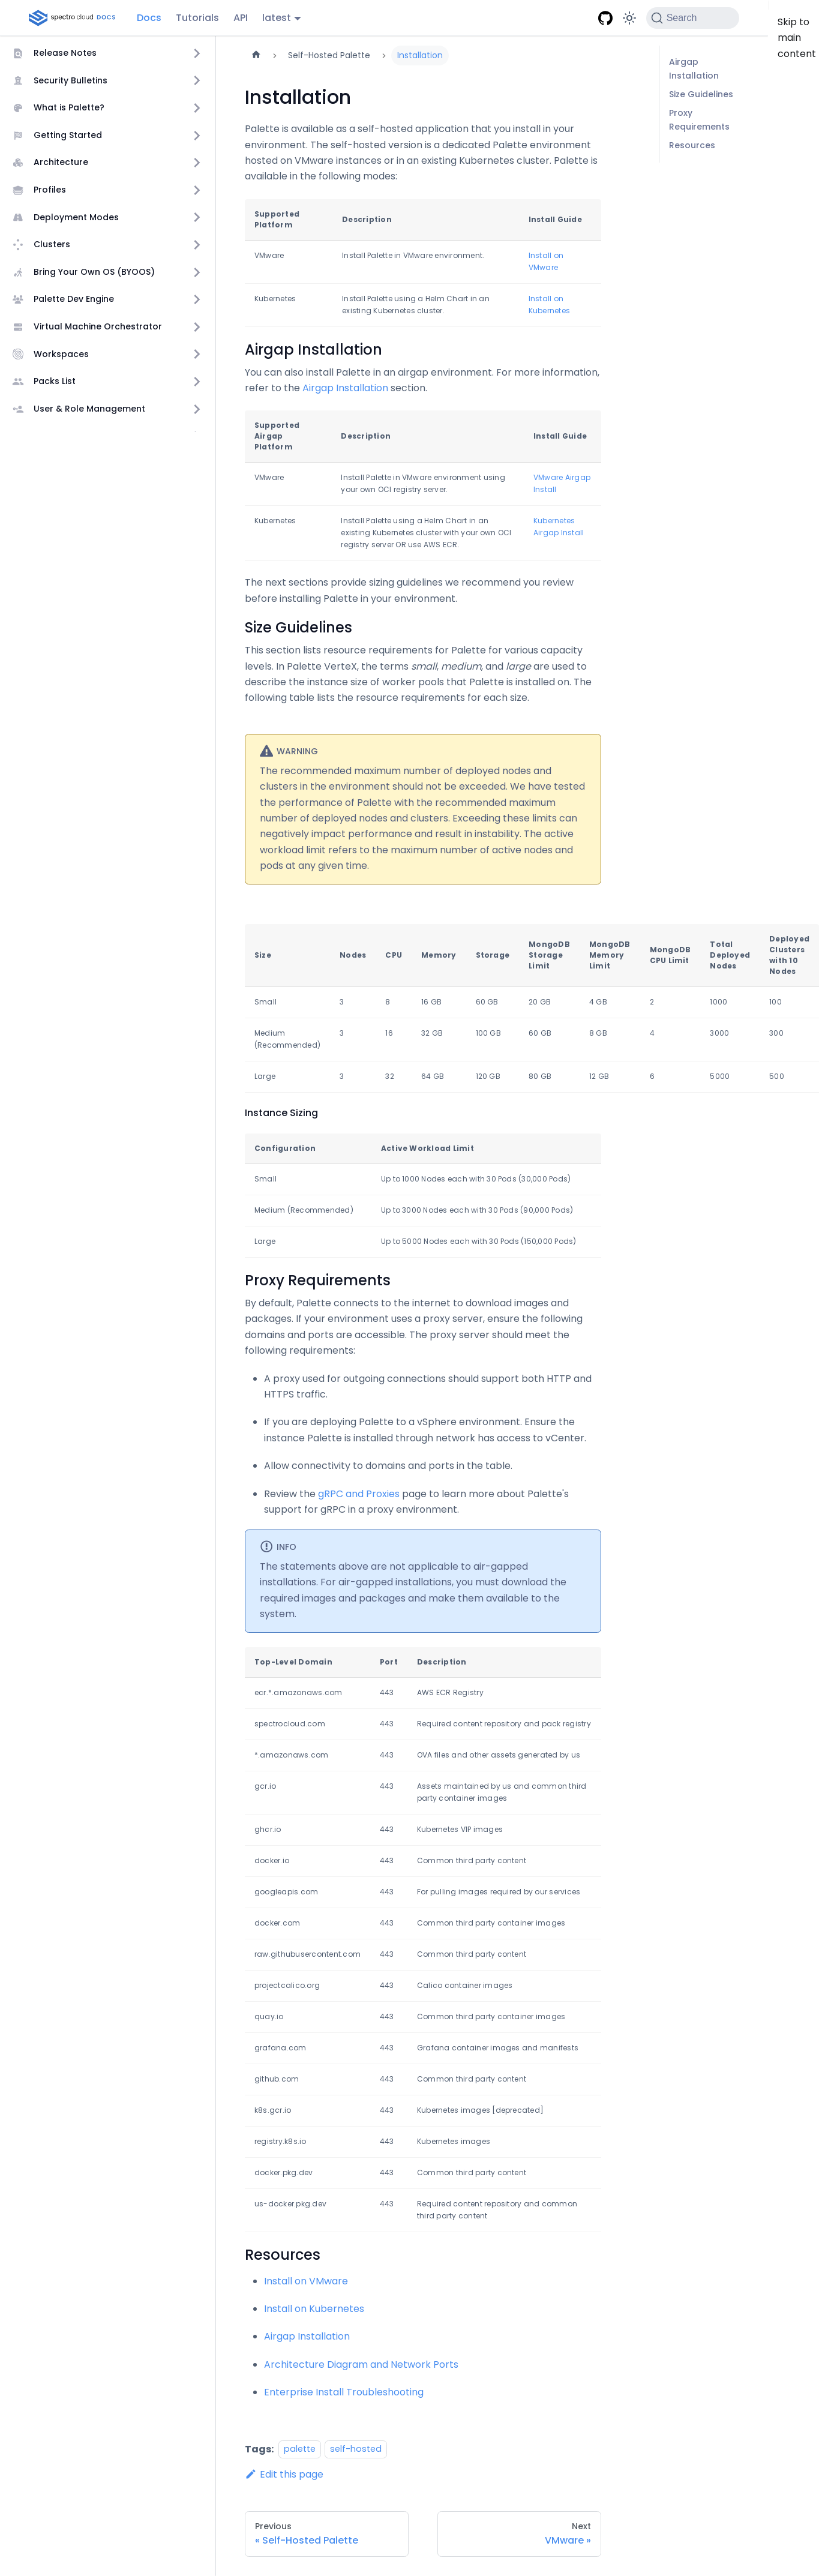 spectro cloud DOCS Docs Tutorials API latest Search
Skip to
main
content
Release Notes
Security Bulletins
What is Palette?
Getting Started
Architecture
Profiles
Deployment Modes
Clusters
Bring Your Own OS (BYOOS)
Palette Dev Engine
Virtual Machine Orchestrator
Workspaces
Packs List
User & Role Management
Self-Hosted Palette Installation
Airgap
Installation
Size Guidelines
Proxy
Requirements
Resources
Installation
Palette is available as a self-hosted application that you install in your
environment. The self-hosted version is a dedicated Palette environment
hosted on VMware instances or in an existing Kubernetes cluster. Palette is
available in the following modes:
Supported
Platform
Description
Install Guide
VMware
Install Palette in VMware environment.
Install on
VMware
Kubernetes
Install Palette using a Helm Chart in an
existing Kubernetes cluster.
Install on
Kubernetes
Airgap Installation
You can also install Palette in an airgap environment. For more information,
refer to the Airgap Installation section.
Supported
Airgap
Platform
Description
Install Guide
VMware
Install Palette in VMware environment using
your own OCI registry server.
VMware Airgap
Install
Kubernetes
Install Palette using a Helm Chart in an
existing Kubernetes cluster with your own OCI
registry server OR use AWS ECR.
Kubernetes
Airgap Install
The next sections provide sizing guidelines we recommend you review
before installing Palette in your environment.
Size Guidelines
This section lists resource requirements for Palette for various capacity
levels. In Palette VerteX, the terms small, medium, and large are used to
describe the instance size of worker pools that Palette is installed on. The
following table lists the resource requirements for each size.
WARNING
The recommended maximum number of deployed nodes and
clusters in the environment should not be exceeded. We have tested
the performance of Palette with the recommended maximum
number of deployed nodes and clusters. Exceeding these limits can
negatively impact performance and result in instability. The active
workload limit refers to the maximum number of active nodes and
pods at any given time.
Size
Nodes
CPU
Memory
Storage
MongoDB
Storage
Limit
MongoDB
Memory
Limit
MongoDB
CPU Limit
Total
Deployed
Nodes
Deployed
Clusters
with 10
Nodes
Small 3 8 16 GB 60 GB 20 GB 4 GB 2 1000 100
Medium
(Recommended)
3 16 32 GB 100 GB 60 GB 8 GB 4 3000 300
Large 3 32 64 GB 120 GB 80 GB 12 GB 6 5000 500
Instance Sizing
Configuration Active Workload Limit
Small Up to 1000 Nodes each with 30 Pods (30,000 Pods)
Medium (Recommended) Up to 3000 Nodes each with 30 Pods (90,000 Pods)
Large Up to 5000 Nodes each with 30 Pods (150,000 Pods)
Proxy Requirements
By default, Palette connects to the internet to download images and
packages. If your environment uses a proxy server, ensure the following
domains and ports are accessible. The proxy server should meet the
following requirements:
A proxy used for outgoing connections should support both HTTP and
HTTPS traffic.
If you are deploying Palette to a vSphere environment. Ensure the
instance Palette is installed through network has access to vCenter.
Allow connectivity to domains and ports in the table.
Review the gRPC and Proxies page to learn more about Palette's
support for gRPC in a proxy environment.
INFO
The statements above are not applicable to air-gapped
installations. For air-gapped installations, you must download the
required images and packages and make them available to the
system.
Top-Level Domain Port Description
ecr.*.amazonaws.com 443 AWS ECR Registry
spectrocloud.com 443 Required content repository and pack registry
*.amazonaws.com 443 OVA files and other assets generated by us
gcr.io 443 Assets maintained by us and common third
party container images
ghcr.io 443 Kubernetes VIP images
docker.io 443 Common third party content
googleapis.com 443 For pulling images required by our services
docker.com 443 Common third party container images
raw.githubusercontent.com 443 Common third party content
projectcalico.org 443 Calico container images
quay.io 443 Common third party container images
grafana.com 443 Grafana container images and manifests
github.com 443 Common third party content
k8s.gcr.io 443 Kubernetes images [deprecated]
registry.k8s.io 443 Kubernetes images
docker.pkg.dev 443 Common third party content
us-docker.pkg.dev 443 Required content repository and common
third party content
Resources
Install on VMware
Install on Kubernetes
Airgap Installation
Architecture Diagram and Network Ports
Enterprise Install Troubleshooting
Tags: palette self-hosted
Edit this page
Previous
« Self-Hosted Palette
Next
VMware »